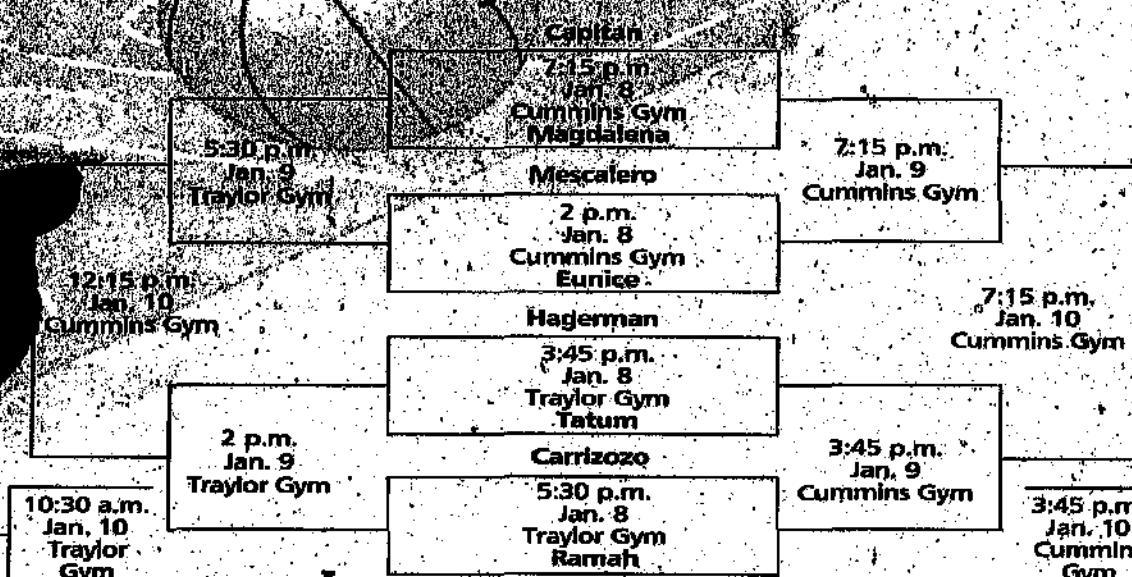 Capitan
7:15 p.m.
Jan. 8
Cummins Gym
Magdalena
5:30 p.m.
Jan. 9
Traylor Gym
7:15 p.m.
Jan. 9
Cummins Gym
Mescalero
2 p.m.
Jan. 8
Cummins Gym
Eunice
12:15 p.m.
Jan. 10
Cummins Gym
7:15 p.m.
Jan. 10
Cummins Gym
Hagerman
3:45 p.m.
Jan. 8
Traylor Gym
Tatum
2 p.m.
Jan. 9
Traylor Gym
3:45 p.m.
Jan. 9
Cummins Gym
Carrizozo
5:30 p.m.
Jan. 8
Traylor Gym
Ramah
10:30 a.m.
Jan. 10
Traylor
Gym
3:45 p.m
Jan. 10
Cummin
Gym